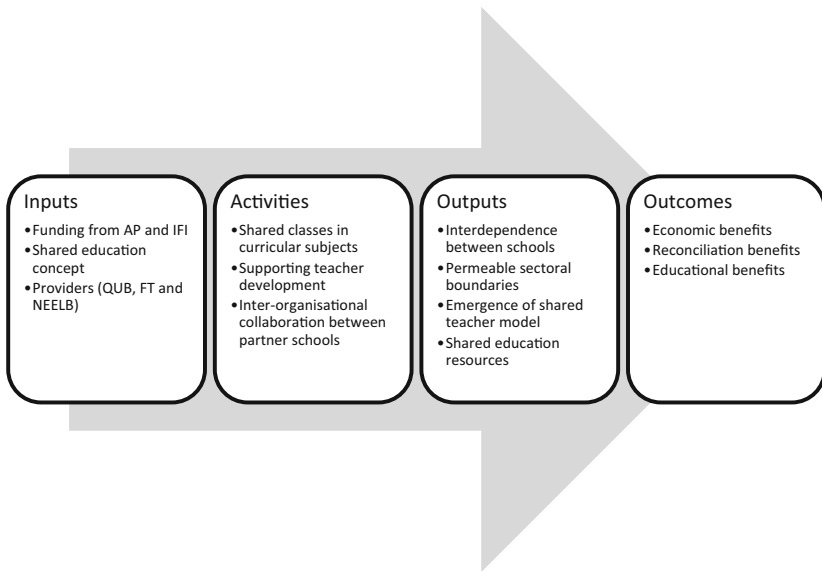 Inputs
•Funding from AP and IFI
•Shared education
concept
•Providers (QUB, FT and
NEELB)
Activities
•Shared classes in
curricular subjects
•Supporting teacher
development
•Inter-organisational
collaboration between
partner schools
Outputs
•Interdependence
between schools
•Permeable sectoral
boundaries
•Emergence of shared
teacher model
•Shared education
resources
Outcomes
•Economic benefits
•Reconciliation benefits
•Educational benefits